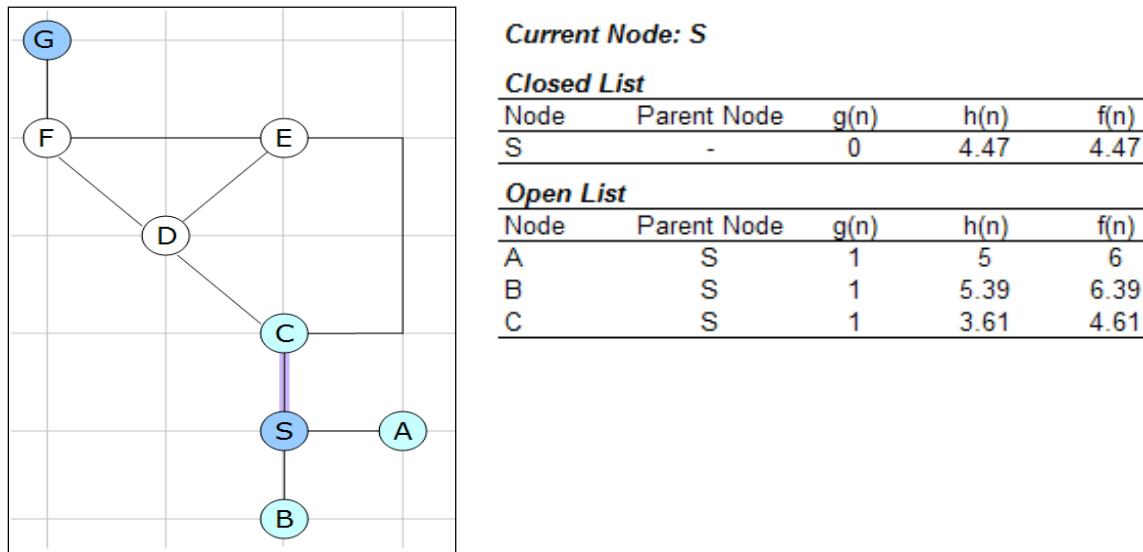 G
F
E
D
C
S
A
B
Current Node: S
Closed List
Node Parent Node g(n) h(n) f(n)
S - 0 4.47 4.47
Open List
Node Parent Node g(n) h(n) f(n)
A S 1 5 6
B S 1 5.39 6.39
C S 1 3.61 4.61